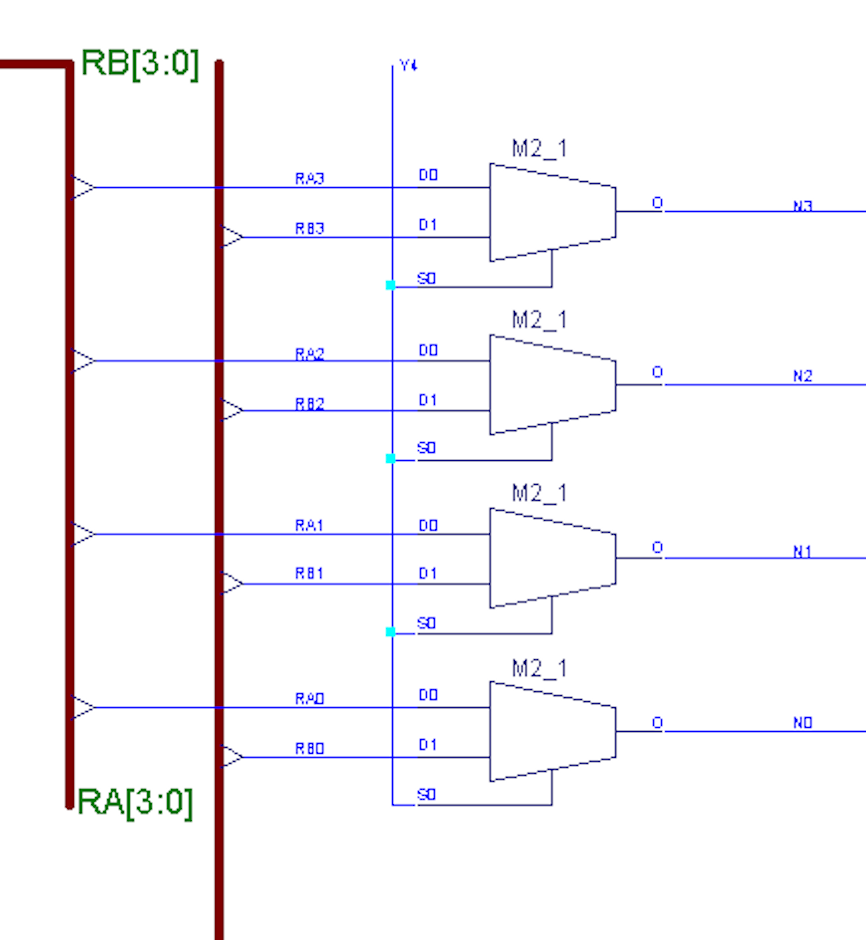 RB[3:0]
Y4
M2_1
RA3 D0
O N3
RB3 D1
S0
M2_1
RA2 D0
O N2
RB2 D1
S0
M2_1
RA1 D0
O N1
RB1 D1
S0
M2_1
RA0 D0
O N0
RB0 D1
S0
RA[3:0]